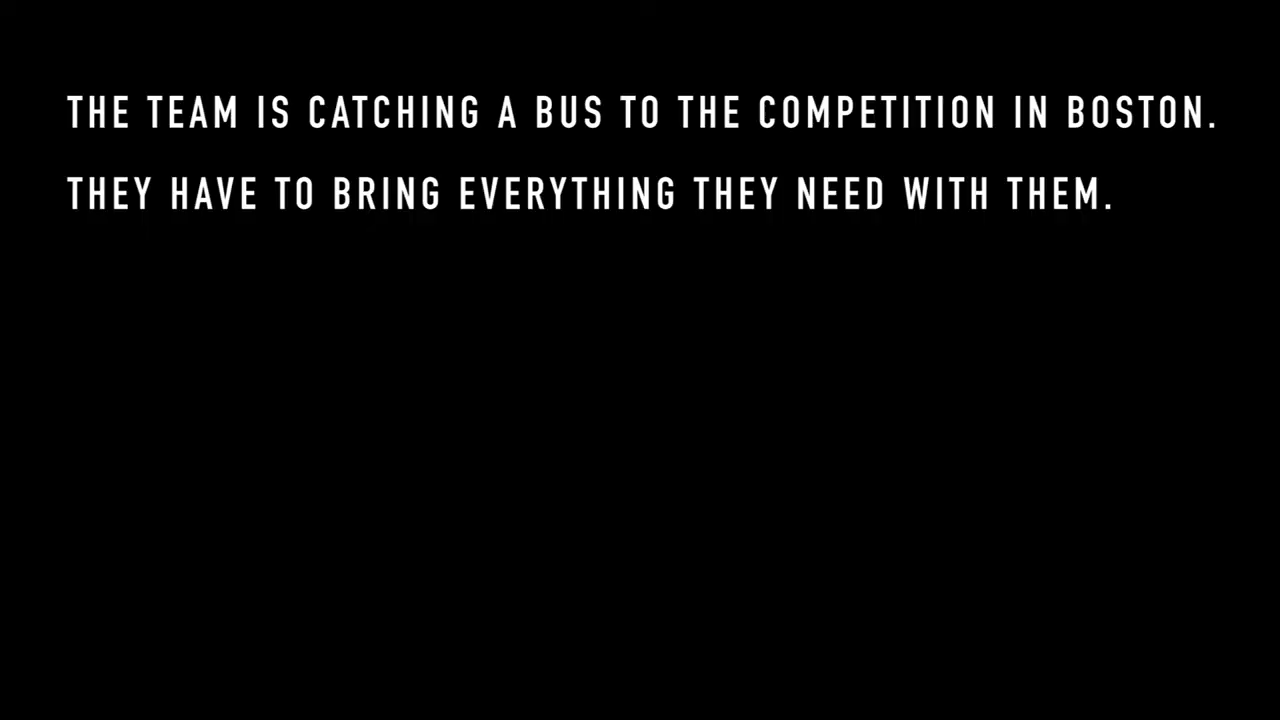 THE TEAM IS CATCHING A BUS TO THE COMPETITION IN BOSTON.
THEY HAVE TO BRING EVERYTHING THEY NEED WITH THEM.